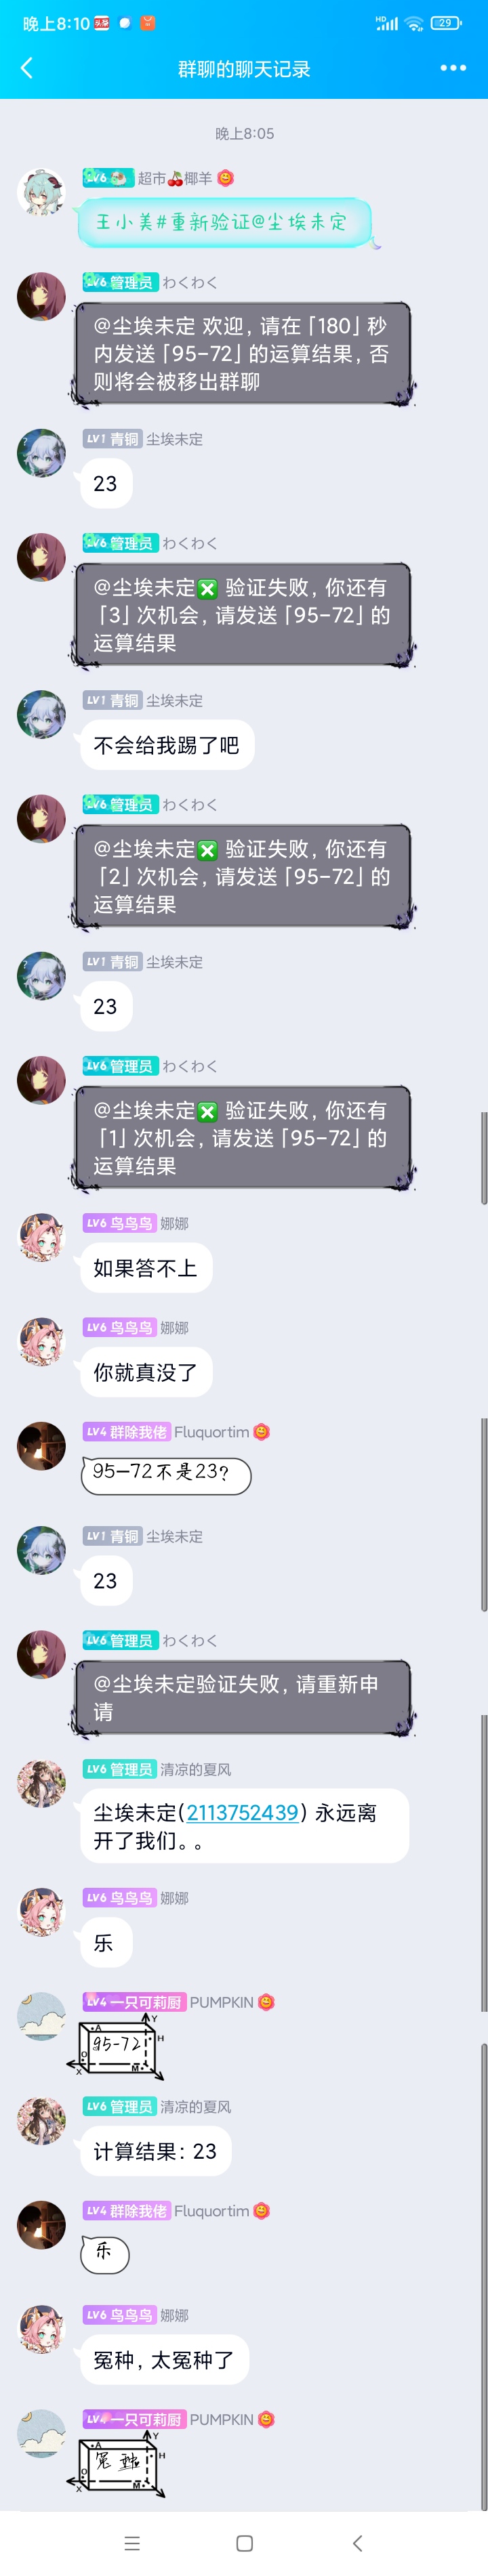 晚上8:10
HD
29
群聊的聊天记录
晚上8:05
LV6
超市🍒椰羊
王小美#重新验证@尘埃未定
LV6 管理员 わくわく
@尘埃未定 欢迎，请在「180」秒
内发送「95-72」的运算结果，否
则将会被移出群聊
LV1 青铜 尘埃未定
23
LV6 管理员 わくわく
@尘埃未定❎ 验证失败，你还有
「3」次机会，请发送「95-72」的
运算结果
LV1 青铜 尘埃未定
不会给我踢了吧
LV6 管理员 わくわく
@尘埃未定❎ 验证失败，你还有
「2」次机会，请发送「95-72」的
运算结果
LV1 青铜 尘埃未定
23
LV6 管理员 わくわく
@尘埃未定❎ 验证失败，你还有
「1」次机会，请发送「95-72」的
运算结果
LV6 鸟鸟鸟 娜娜
如果答不上
LV6 鸟鸟鸟 娜娜
你就真没了
LV4 群除我佬 Fluquortim
95-72不是23？
LV1 青铜 尘埃未定
23
LV6 管理员 わくわく
@尘埃未定验证失败，请重新申
请
LV6 管理员 清凉的夏风
尘埃未定(2113752439) 永远离
开了我们。。
LV6 鸟鸟鸟 娜娜
乐
LV4 一只可莉厨 PUMPKIN
A Y
95-72
H
O
X M
LV6 管理员 清凉的夏风
计算结果：23
LV4 群除我佬 Fluquortim
乐
LV6 鸟鸟鸟 娜娜
冤种，太冤种了
LV4 一只可莉厨 PUMPKIN
A Y
冤种
H
X M